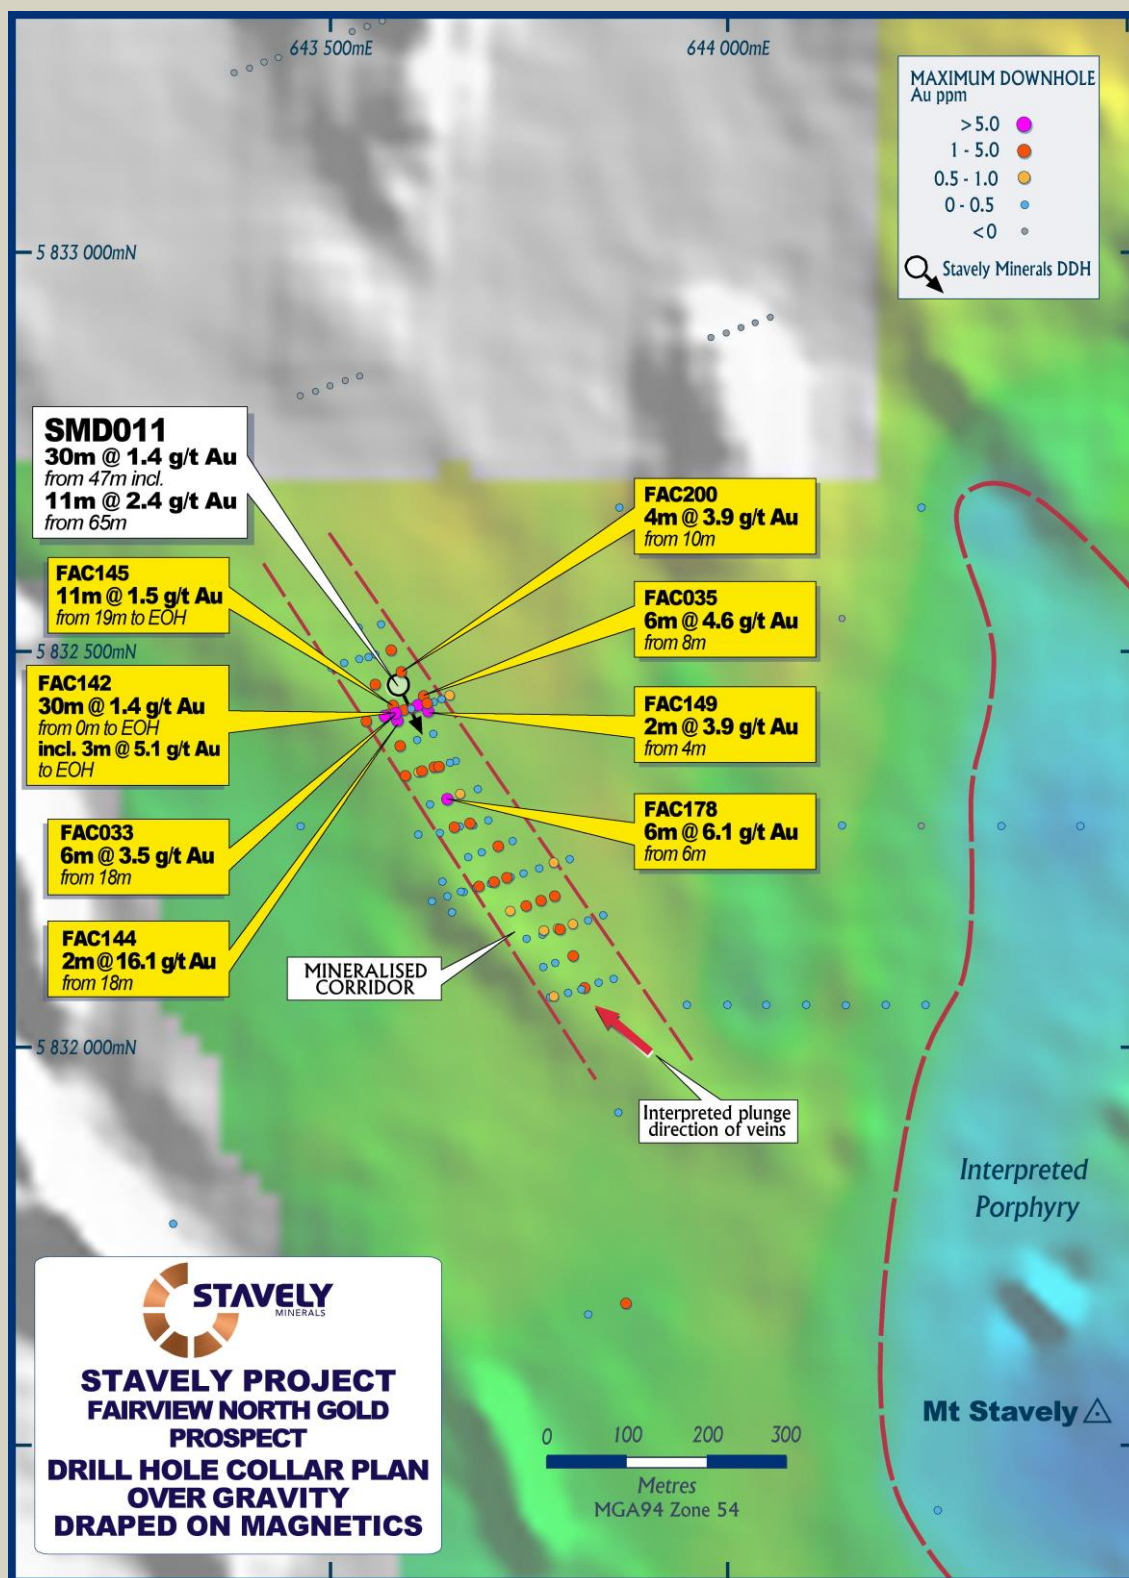 643 500mE
644 000mE
MAXIMUM DOWNHOLE
Au ppm
>5.0
1 - 5.0
0.5 - 1.0
0 - 0.5
<0
Stavely Minerals DDH
5 833 000mN
SMD011
30m @ 1.4 g/t Au
from 47m incl.
11m @ 2.4 g/t Au
from 65m
FAC200
4m @ 3.9 g/t Au
from 10m
FAC145
11m @ 1.5 g/t Au
from 19m to EOH
FAC035
6m @ 4.6 g/t Au
from 8m
5 832 500mN
FAC142
30m @ 1.4 g/t Au
from 0m to EOH
incl. 3m @ 5.1 g/t Au
to EOH
FAC149
2m @ 3.9 g/t Au
from 4m
FAC178
6m @ 6.1 g/t Au
from 6m
FAC033
6m @ 3.5 g/t Au
from 18m
FAC144
2m @ 16.1 g/t Au
from 18m
MINERALISED
CORRIDOR
5 832 000mN
Interpreted plunge
direction of veins
Interpreted
Porphyry
STAVELY
MINERALS
STAVELY PROJECT
FAIRVIEW NORTH GOLD
PROSPECT
DRILL HOLE COLLAR PLAN
OVER GRAVITY
DRAPED ON MAGNETICS
Mt Stavely
0 100 200 300
Metres
MGA94 Zone 54